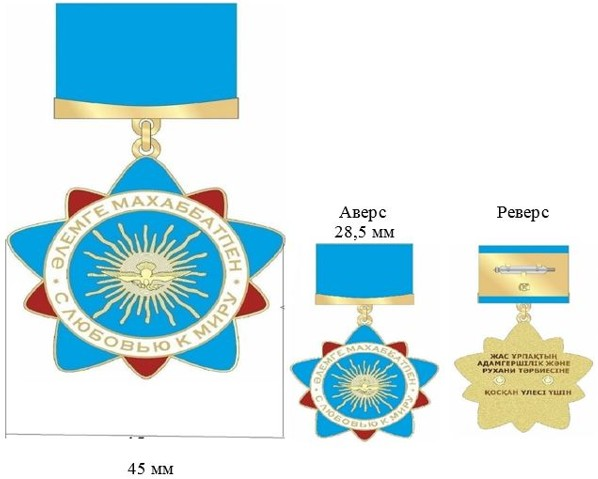 ӘЛЕМГЕ МАХАББАТПЕН
С ЛЮБОВЬЮ К МИРУ
45 мм
Аверс
28,5 мм
ӘЛЕМГЕ МАХАББАТПЕН
С ЛЮБОВЬЮ К МИРУ
Реверс
ЖАС ҰРПАҚТЫҢ
АДАМГЕРШІЛІК ЖӘНЕ
РУХАНИ ТӘРБИЕСІНЕ
ҚОСҚАН ҮЛЕСІ ҮШІН